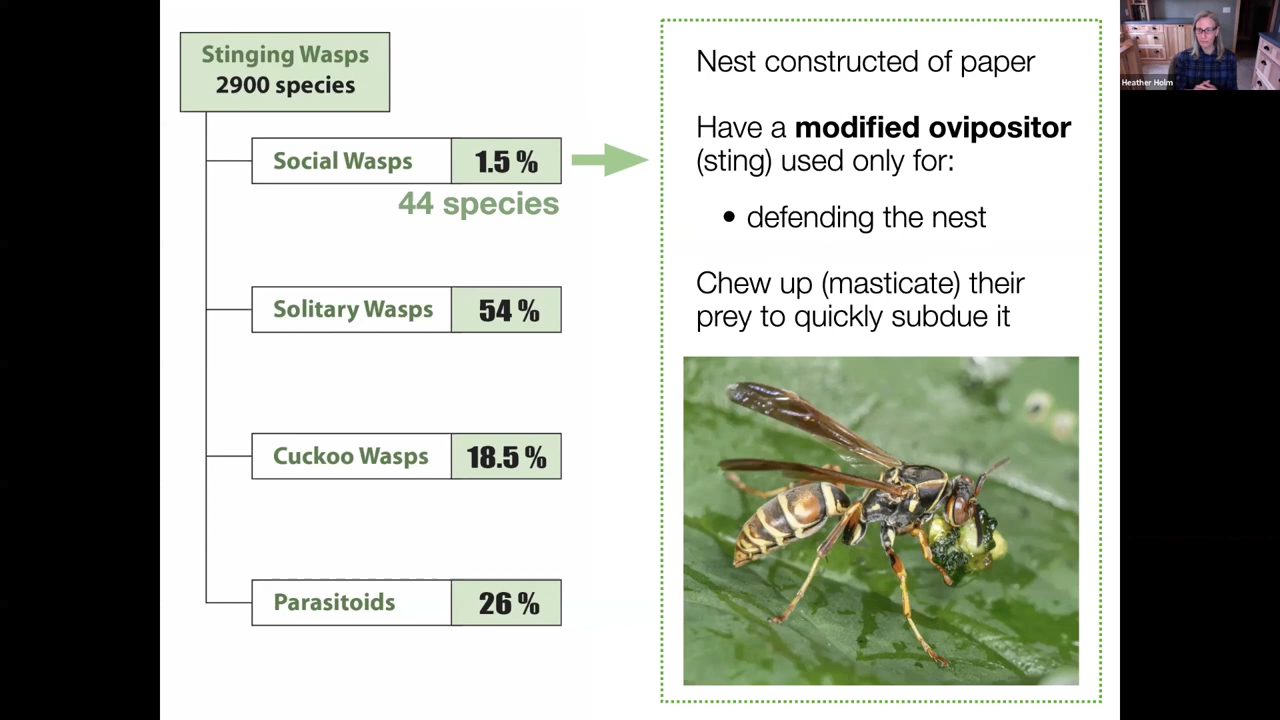 Stinging Wasps
2900 species
Social Wasps 1.5 %
44 species
Solitary Wasps 54 %
Cuckoo Wasps 18.5 %
Parasitoids 26 %
Nest constructed of paper
Have a modified ovipositor
(sting) used only for:
• defending the nest
Chew up (masticate) their
prey to quickly subdue it
Heather Holm